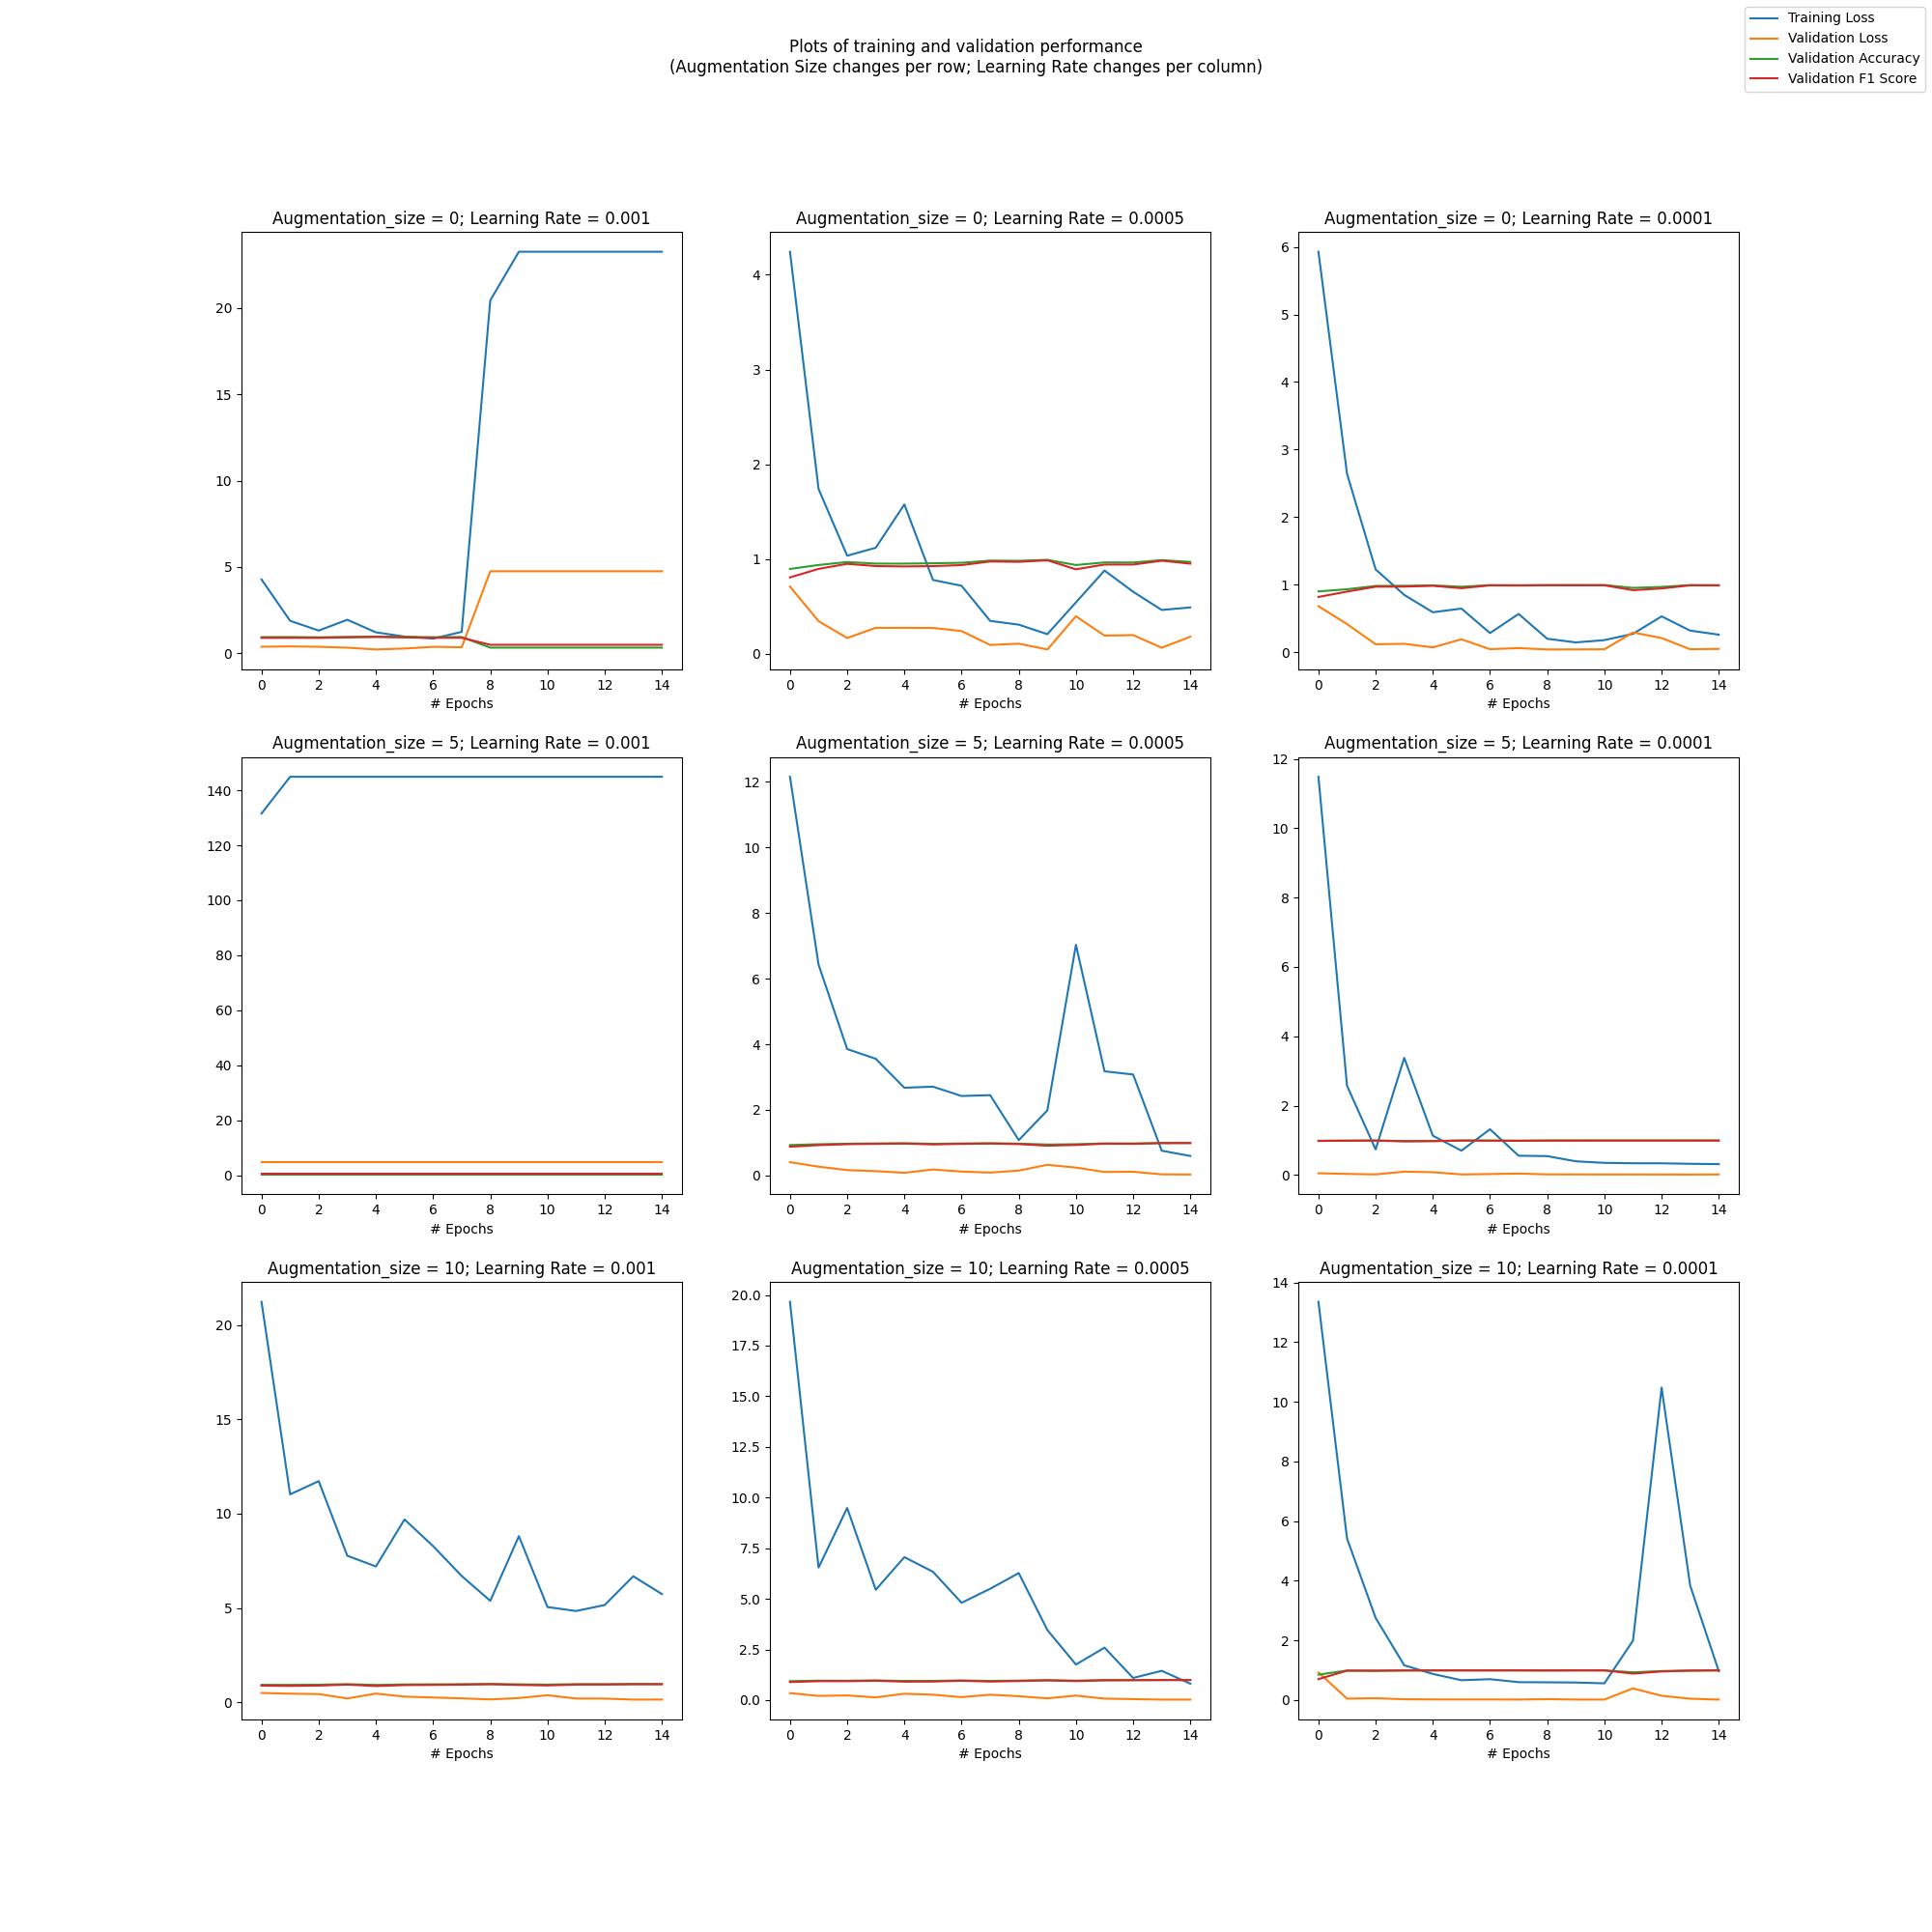 Training Loss
Validation Loss
Validation Accuracy
Validation F1 Score
Plots of training and validation performance
(Augmentation Size changes per row; Learning Rate changes per column)
Augmentation_size = 0; Learning Rate = 0.001
20
15
10
5
0
0 2 4 6 8 10 12 14
# Epochs
Augmentation_size = 0; Learning Rate = 0.0005
4
3
2
1
0
0 2 4 6 8 10 12 14
# Epochs
Augmentation_size = 0; Learning Rate = 0.0001
6
5
4
3
2
1
0
0 2 4 6 8 10 12 14
# Epochs
Augmentation_size = 5; Learning Rate = 0.001
140
120
100
80
60
40
20
0
0 2 4 6 8 10 12 14
# Epochs
Augmentation_size = 5; Learning Rate = 0.0005
12
10
8
6
4
2
0
0 2 4 6 8 10 12 14
# Epochs
Augmentation_size = 5; Learning Rate = 0.0001
12
10
8
6
4
2
0
0 2 4 6 8 10 12 14
# Epochs
Augmentation_size = 10; Learning Rate = 0.001
20
15
10
5
0
0 2 4 6 8 10 12 14
# Epochs
Augmentation_size = 10; Learning Rate = 0.0005
20.0
17.5
15.0
12.5
10.0
7.5
5.0
2.5
0.0
0 2 4 6 8 10 12 14
# Epochs
Augmentation_size = 10; Learning Rate = 0.0001
14
12
10
8
6
4
2
0
0 2 4 6 8 10 12 14
# Epochs